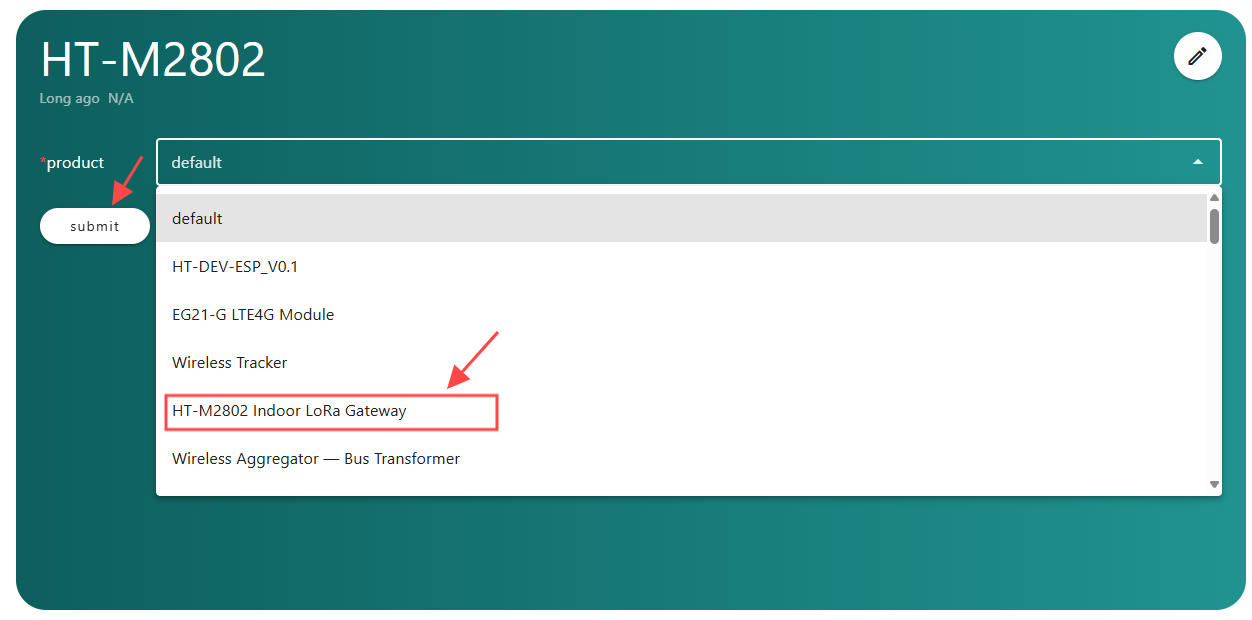 HT-M2802
Long ago N/A
*product
default
submit
default
HT-DEV-ESP_V0.1
EG21-G LTE4G Module
Wireless Tracker
HT-M2802 Indoor LoRa Gateway
Wireless Aggregator — Bus Transformer